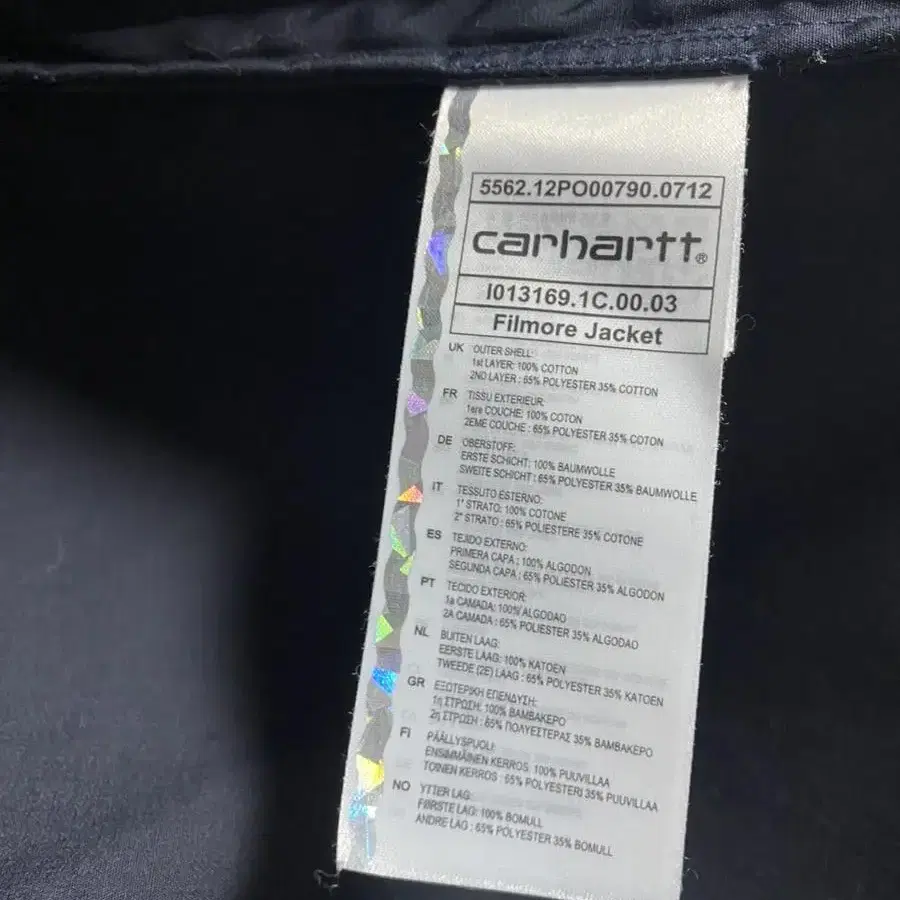 5562.12PO00790.0712
carhartt®
I013169.1C.00.03
Filmore Jacket
UK OUTER SHELL:
1st LAYER: 100% COTTON
2ND LAYER : 65% POLYESTER 35% COTTON
FR TISSU EXTERIEUR:
1ere COUCHE: 100% COTON
2EME COUCHE : 65% POLYESTER 35% COTON
DE OBERSTOFF:
ERSTE SCHICHT: 100% BAUMWOLLE
SWEITE SCHICHT : 65% POLYESTER 35% BAUMWOLLE
IT TESSUTO ESTERNO:
1° STRATO: 100% COTONE
2° STRATO : 65% POLIESTERE 35% COTONE
ES TEJIDO EXTERNO:
PRIMERA CAPA : 100% ALGODON
SEGUNDA CAPA : 65% POLIESTER 35% ALGODON
PT TECIDO EXTERIOR:
1a CAMADA: 100% ALGODAO
2A CAMADA : 65% POLIESTER 35% ALGODAO
NL BUITEN LAAG:
EERSTE LAAG: 100% KATOEN
TWEEDE (2E) LAAG : 65% POLYESTER 35% KATOEN
GR ΕΞΩΤΕΡΙΚΗ ΕΠΕΝΔΥΣΗ:
1η ΣΤΡΩΣΗ: 100% ΒΑΜΒΑΚΕΡΟ
2η ΣΤΡΩΣΗ : 65% ΠΟΛΥΕΣΤΕΡΑΣ 35% ΒΑΜΒΑΚΕΡΟ
FI PÄÄLLYSPUOLI:
ENSIMMÄINEN KERROS 100% PUUVILLAA
TOINEN KERROS : 65% POLYESTERI 35% PUUVILLAA
NO YTTER LAG:
FØRSTE LAG: 100% BOMULL
ANDRE LAG : 65% POLYESTER 35% BOMULL